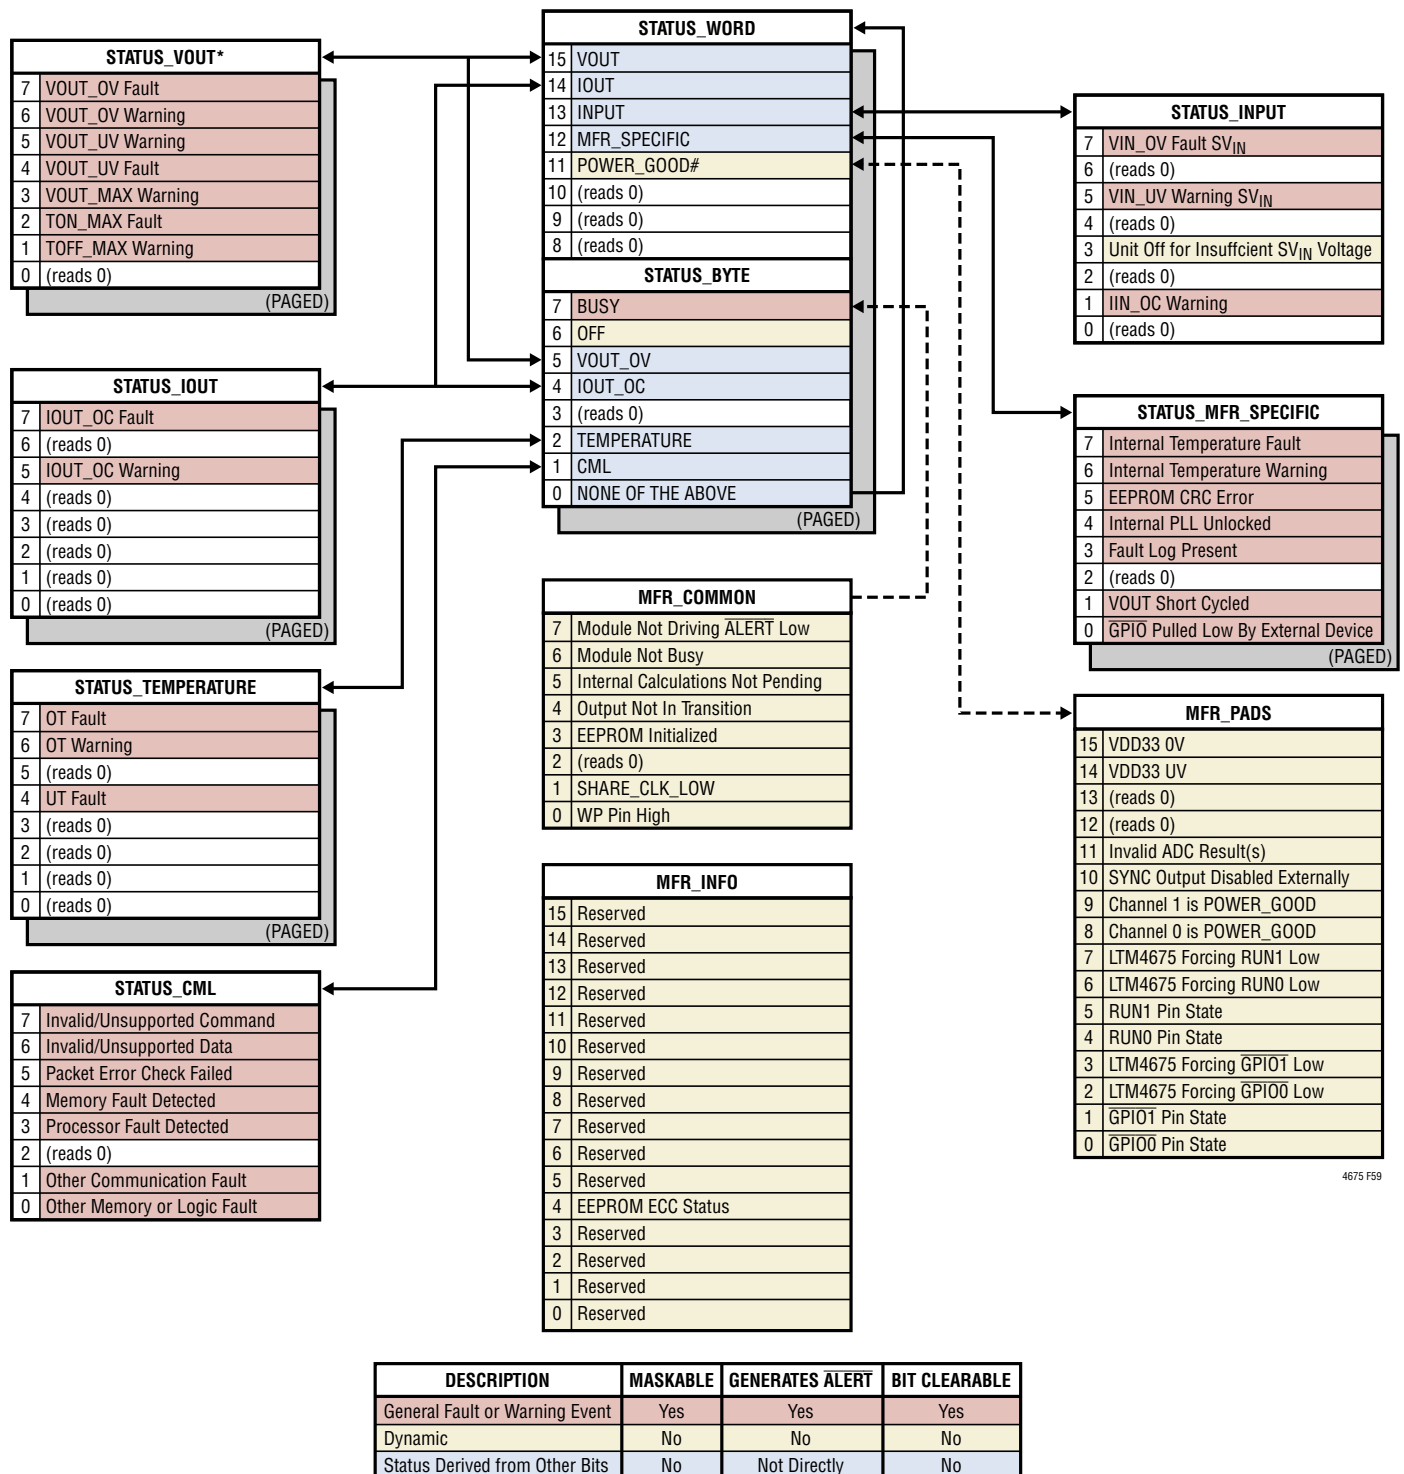 STATUS_VOUT*
7 VOUT_OV Fault
6 VOUT_OV Warning
5 VOUT_UV Warning
4 VOUT_UV Fault
3 VOUT_MAX Warning
2 TON_MAX Fault
1 TOFF_MAX Warning
0 (reads 0)
(PAGED)
STATUS_IOUT
7 IOUT_OC Fault
6 (reads 0)
5 IOUT_OC Warning
4 (reads 0)
3 (reads 0)
2 (reads 0)
1 (reads 0)
0 (reads 0)
(PAGED)
STATUS_TEMPERATURE
7 OT Fault
6 OT Warning
5 (reads 0)
4 UT Fault
3 (reads 0)
2 (reads 0)
1 (reads 0)
0 (reads 0)
(PAGED)
STATUS_CML
7 Invalid/Unsupported Command
6 Invalid/Unsupported Data
5 Packet Error Check Failed
4 Memory Fault Detected
3 Processor Fault Detected
2 (reads 0)
1 Other Communication Fault
0 Other Memory or Logic Fault
STATUS_WORD
15 VOUT
14 IOUT
13 INPUT
12 MFR_SPECIFIC
11 POWER_GOOD#
10 (reads 0)
9 (reads 0)
8 (reads 0)
STATUS_BYTE
7 BUSY
6 OFF
5 VOUT_OV
4 IOUT_OC
3 (reads 0)
2 TEMPERATURE
1 CML
0 NONE OF THE ABOVE
(PAGED)
MFR_COMMON
7 Module Not Driving ALERT Low
6 Module Not Busy
5 Internal Calculations Not Pending
4 Output Not In Transition
3 EEPROM Initialized
2 (reads 0)
1 SHARE_CLK_LOW
0 WP Pin High
MFR_INFO
15 Reserved
14 Reserved
13 Reserved
12 Reserved
11 Reserved
10 Reserved
9 Reserved
8 Reserved
7 Reserved
6 Reserved
5 Reserved
4 EEPROM ECC Status
3 Reserved
2 Reserved
1 Reserved
0 Reserved
STATUS_INPUT
7 VIN_OV Fault SVIN
6 (reads 0)
5 VIN_UV Warning SVIN
4 (reads 0)
3 Unit Off for Insuffcient SVIN Voltage
2 (reads 0)
1 IIN_OC Warning
0 (reads 0)
STATUS_MFR_SPECIFIC
7 Internal Temperature Fault
6 Internal Temperature Warning
5 EEPROM CRC Error
4 Internal PLL Unlocked
3 Fault Log Present
2 (reads 0)
1 VOUT Short Cycled
0 GPIO Pulled Low By External Device
(PAGED)
MFR_PADS
15 VDD33 0V
14 VDD33 UV
13 (reads 0)
12 (reads 0)
11 Invalid ADC Result(s)
10 SYNC Output Disabled Externally
9 Channel 1 is POWER_GOOD
8 Channel 0 is POWER_GOOD
7 LTM4675 Forcing RUN1 Low
6 LTM4675 Forcing RUN0 Low
5 RUN1 Pin State
4 RUN0 Pin State
3 LTM4675 Forcing GPIO1 Low
2 LTM4675 Forcing GPIO0 Low
1 GPIO1 Pin State
0 GPIO0 Pin State
4675 F59
DESCRIPTION MASKABLE GENERATES ALERT BIT CLEARABLE
General Fault or Warning Event Yes Yes Yes
Dynamic No No No
Status Derived from Other Bits No Not Directly No